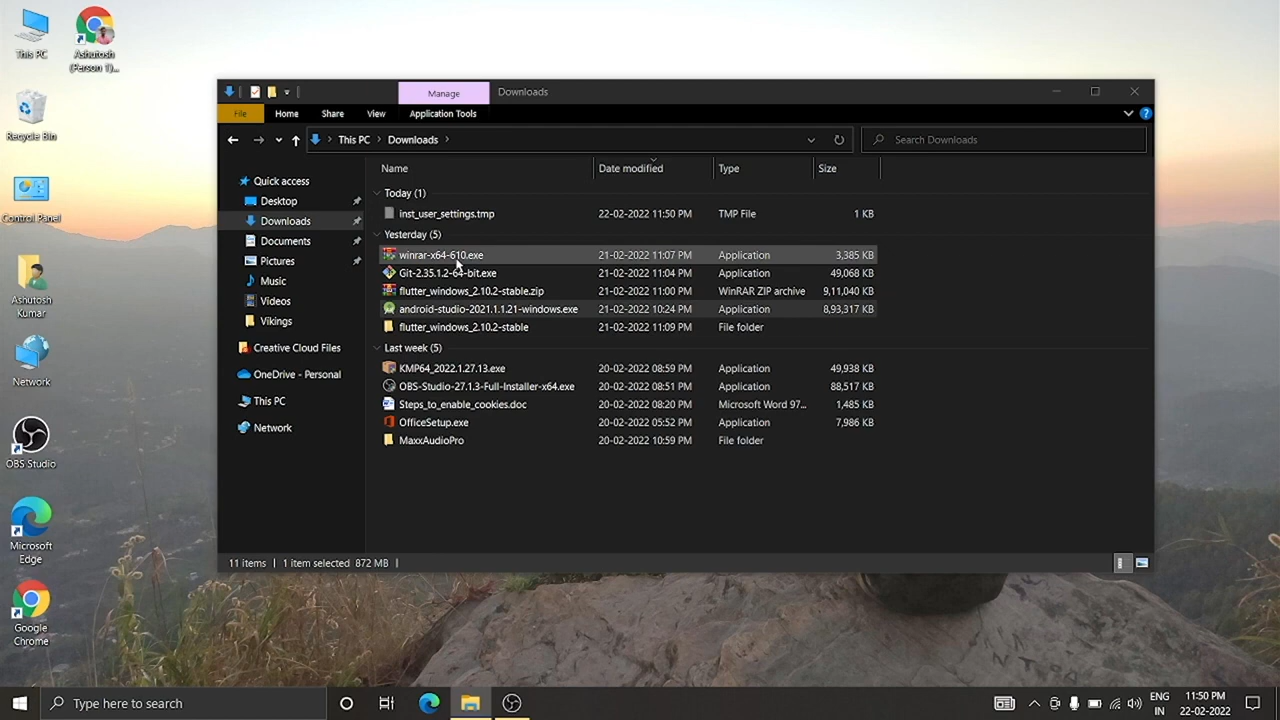 This PC
Ashutosh
(Person 1)...
Recycle Bin
Control Panel
Ashutosh
Kumar
Network
OBS Studio
Microsoft
Edge
Google
Chrome
Manage
Downloads
File
Home
Share
View
Application Tools
This PC
Downloads
Search Downloads
Name
Date modified
Type
Size
Quick access
Desktop
Downloads
Documents
Pictures
Music
Videos
Vikings
Creative Cloud Files
OneDrive - Personal
This PC
Network
Today (1)
inst_user_settings.tmp 22-02-2022 11:50 PM TMP File 1 KB
Yesterday (5)
winrar-x64-610.exe 21-02-2022 11:07 PM Application 3,385 KB
Git-2.35.1.2-64-bit.exe 21-02-2022 11:04 PM Application 49,068 KB
flutter_windows_2.10.2-stable.zip 21-02-2022 11:00 PM WinRAR ZIP archive 9,11,040 KB
android-studio-2021.1.1.21-windows.exe 21-02-2022 10:24 PM Application 8,93,317 KB
flutter_windows_2.10.2-stable 21-02-2022 11:09 PM File folder
Last week (5)
KMP64_2022.1.27.13.exe 20-02-2022 08:59 PM Application 49,938 KB
OBS-Studio-27.1.3-Full-Installer-x64.exe 20-02-2022 08:51 PM Application 88,517 KB
Steps_to_enable_cookies.doc 20-02-2022 08:20 PM Microsoft Word 97... 1,485 KB
OfficeSetup.exe 20-02-2022 05:52 PM Application 7,986 KB
MaxxAudioPro 20-02-2022 10:59 PM File folder
11 items | 1 item selected 872 MB |
Type here to search
ENG
IN
11:50 PM
22-02-2022